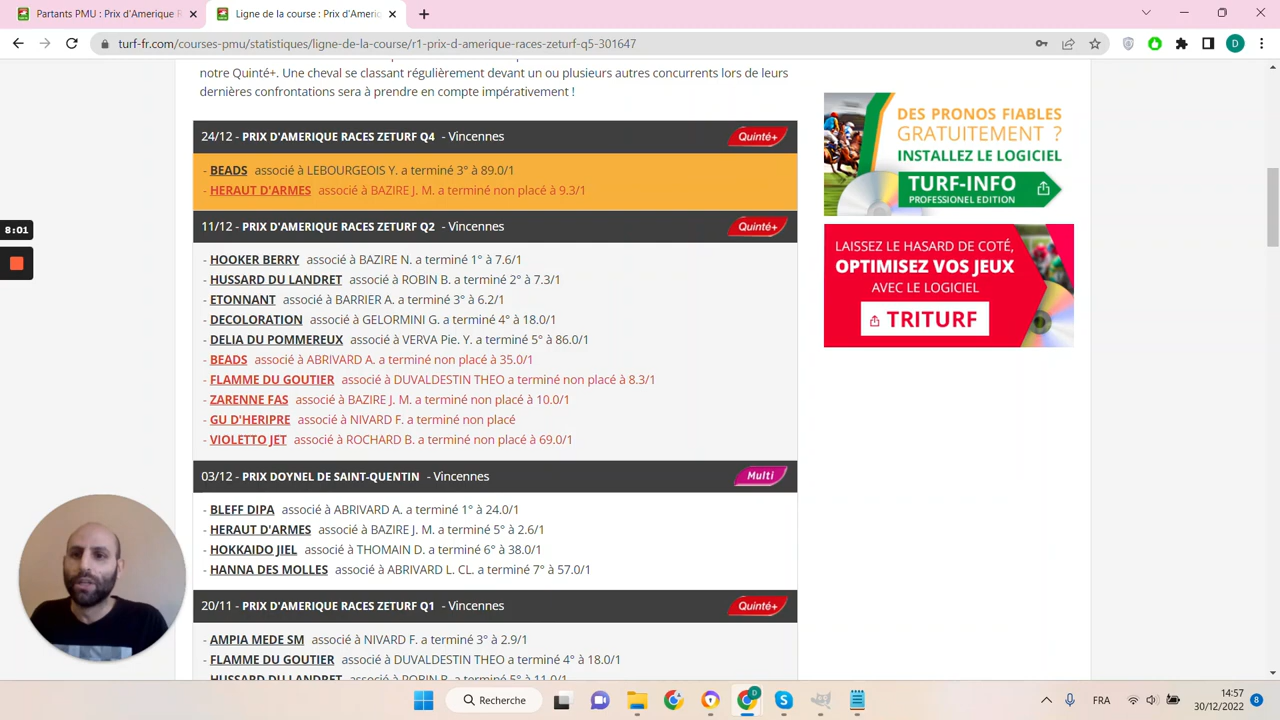 Partants PMU : Prix d'Amerique R
Ligne de la course : Prix d'Ameriq
turf-fr.com/courses-pmu/statistiques/ligne-de-la-course/r1-prix-d-amerique-races-zeturf-q5-301647
D
notre Quinté+. Une cheval se classant régulièrement devant un ou plusieurs autres concurrents lors de leurs
dernières confrontations sera à prendre en compte impérativement !
24/12 - PRIX D'AMERIQUE RACES ZETURF Q4 - Vincennes Quinté+
- BEADS associé à LEBOURGEOIS Y. a terminé 3° à 89.0/1
- HERAUT D'ARMES associé à BAZIRE J. M. a terminé non placé à 9.3/1
11/12 - PRIX D'AMERIQUE RACES ZETURF Q2 - Vincennes Quinté+
- HOOKER BERRY associé à BAZIRE N. a terminé 1° à 7.6/1
- HUSSARD DU LANDRET associé à ROBIN B. a terminé 2° à 7.3/1
- ETONNANT associé à BARRIER A. a terminé 3° à 6.2/1
- DECOLORATION associé à GELORMINI G. a terminé 4° à 18.0/1
- DELIA DU POMMEREUX associé à VERVA Pie. Y. a terminé 5° à 86.0/1
- BEADS associé à ABRIVARD A. a terminé non placé à 35.0/1
- FLAMME DU GOUTIER associé à DUVALDESTIN THEO a terminé non placé à 8.3/1
- ZARENNE FAS associé à BAZIRE J. M. a terminé non placé à 10.0/1
- GU D'HERIPRE associé à NIVARD F. a terminé non placé
- VIOLETTO JET associé à ROCHARD B. a terminé non placé à 69.0/1
03/12 - PRIX DOYNEL DE SAINT-QUENTIN - Vincennes Multi
- BLEFF DIPA associé à ABRIVARD A. a terminé 1° à 24.0/1
- HERAUT D'ARMES associé à BAZIRE J. M. a terminé 5° à 2.6/1
- HOKKAIDO JIEL associé à THOMAIN D. a terminé 6° à 38.0/1
- HANNA DES MOLLES associé à ABRIVARD L. CL. a terminé 7° à 57.0/1
20/11 - PRIX D'AMERIQUE RACES ZETURF Q1 - Vincennes Quinté+
- AMPIA MEDE SM associé à NIVARD F. a terminé 3° à 2.9/1
- FLAMME DU GOUTIER associé à DUVALDESTIN THEO a terminé 4° à 18.0/1
- HUSSARD DU LANDRET associé à ROBIN B. a terminé 5° à 11.0/1
DES PRONOS FIABLES
GRATUITEMENT ?
INSTALLEZ LE LOGICIEL
TURF-INFO
PROFESSIONEL EDITION
LAISSEZ LE HASARD DE COTÉ,
OPTIMISEZ VOS JEUX
AVEC LE LOGICIEL
TRITURF
8:01
Recherche
D
FRA
14:57
30/12/2022
8